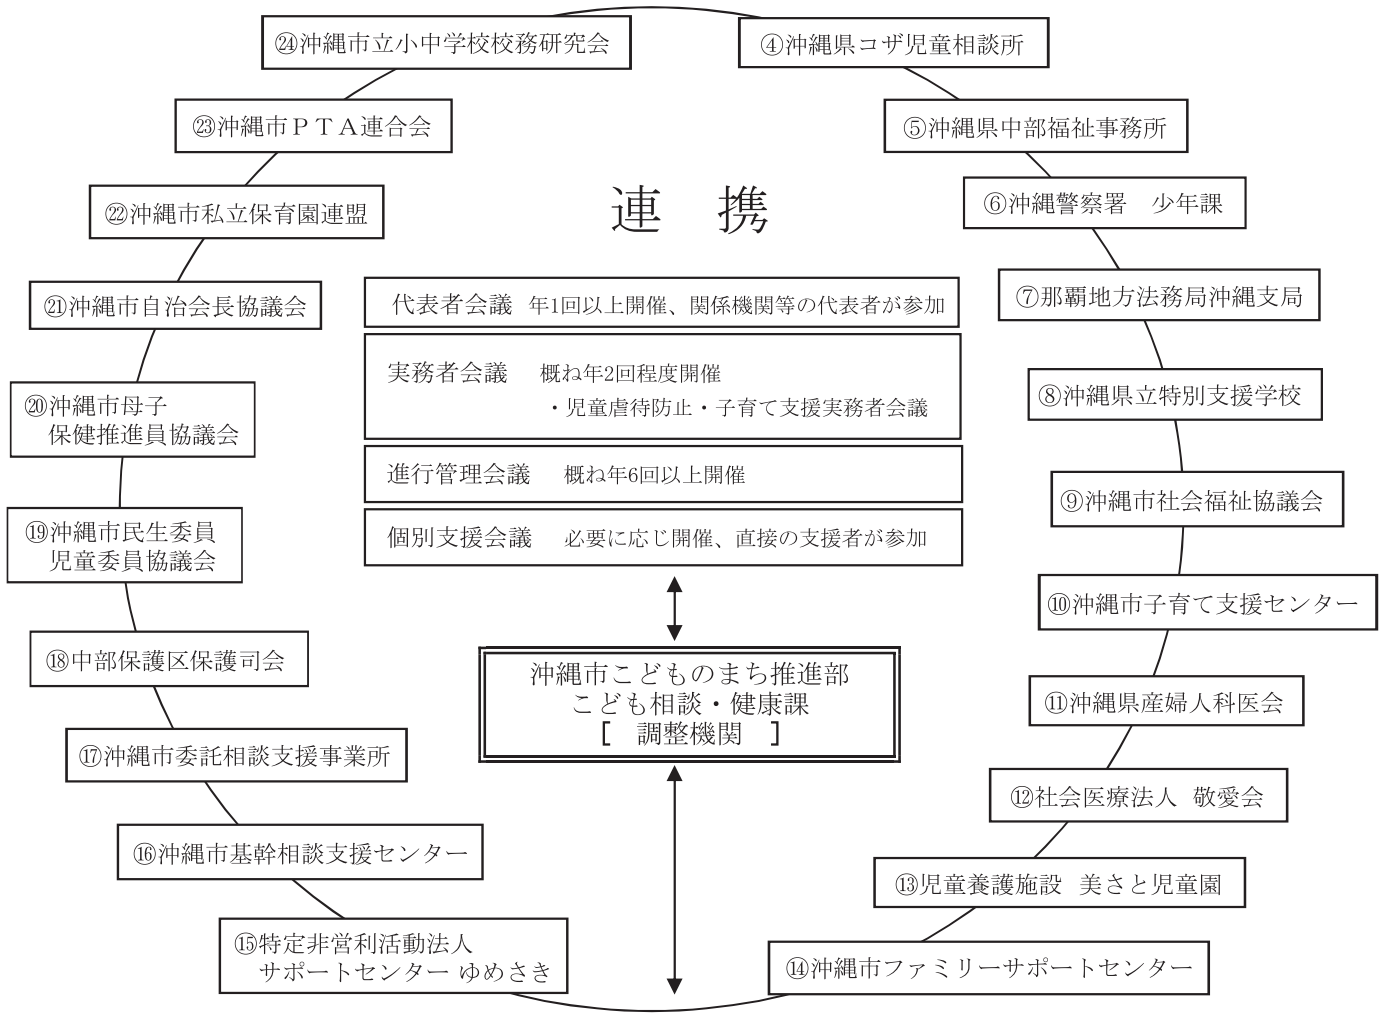 ㉔沖縄市立小中学校校務研究会
④沖縄県コザ児童相談所
㉓沖縄市ＰＴＡ連合会
⑤沖縄県中部福祉事務所
㉒沖縄市私立保育園連盟
連　携
⑥沖縄警察署　少年課
㉑沖縄市自治会長協議会
⑦那覇地方法務局沖縄支局
代表者会議 年1回以上開催、関係機関等の代表者が参加
実務者会議　概ね年2回程度開催
・児童虐待防止・子育て支援実務者会議
進行管理会議　概ね年6回以上開催
個別支援会議　必要に応じ開催、直接の支援者が参加
⑳沖縄市母子
保健推進員協議会
⑧沖縄県立特別支援学校
⑲沖縄市民生委員
児童委員協議会
⑨沖縄市社会福祉協議会
⑩沖縄市子育て支援センター
⑱中部保護区保護司会
沖縄市こどものまち推進部
こども相談・健康課
［　調整機関　］
⑪沖縄県産婦人科医会
⑰沖縄市委託相談支援事業所
⑫社会医療法人 敬愛会
⑯沖縄市基幹相談支援センター
⑬児童養護施設 美さと児童園
⑮特定非営利活動法人
サポートセンター ゆめさき
⑭沖縄市ファミリーサポートセンター